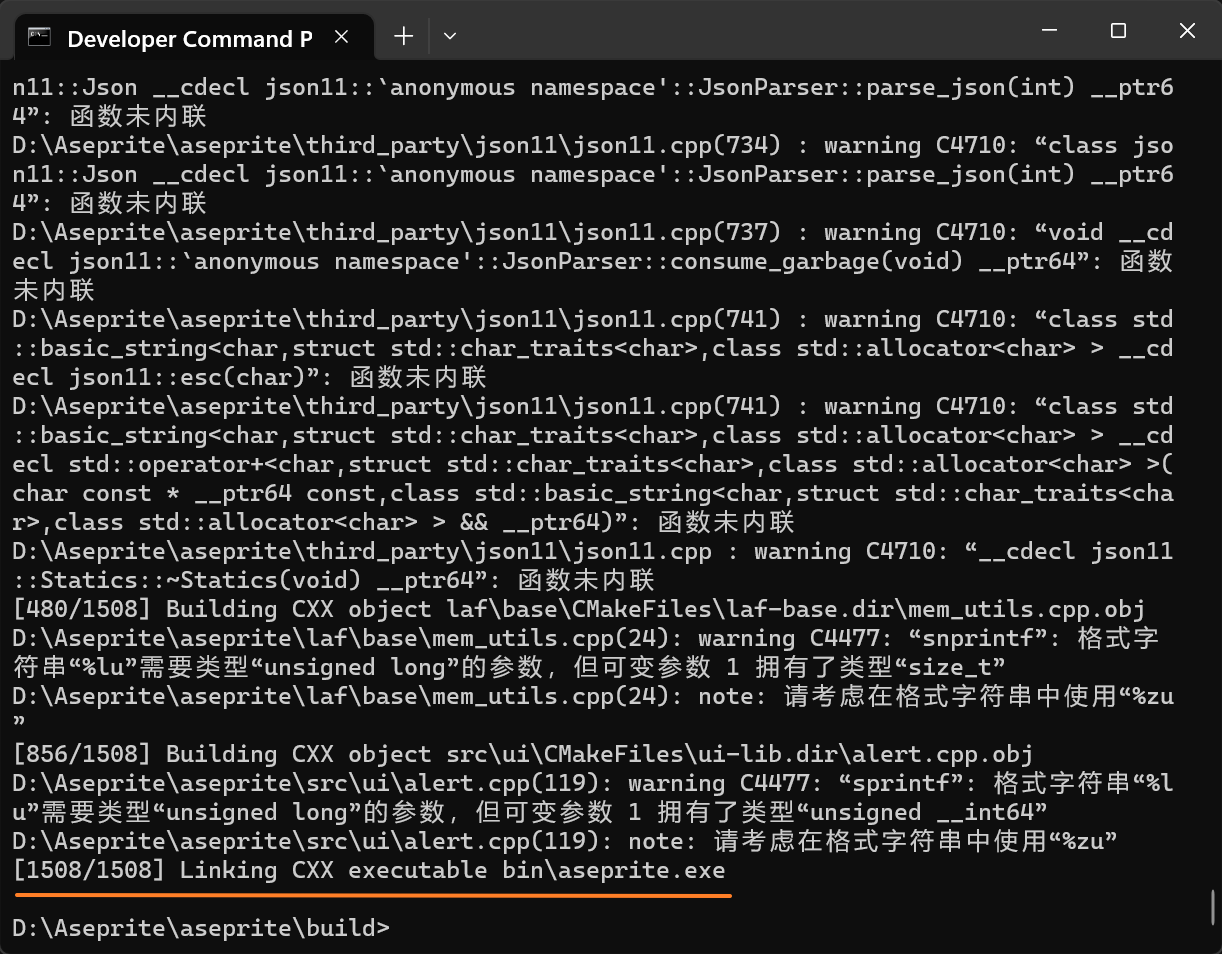 Developer Command P
n11::Json __cdecl json11::`anonymous namespace'::JsonParser::parse_json(int) __ptr6
4”: 函数未内联
D:\Aseprite\aseprite\third_party\json11\json11.cpp(734) : warning C4710: “class jso
n11::Json __cdecl json11::`anonymous namespace'::JsonParser::parse_json(int) __ptr6
4”: 函数未内联
D:\Aseprite\aseprite\third_party\json11\json11.cpp(737) : warning C4710: “void __cd
ecl json11::`anonymous namespace'::JsonParser::consume_garbage(void) __ptr64”: 函数
未内联
D:\Aseprite\aseprite\third_party\json11\json11.cpp(741) : warning C4710: “class std
::basic_string<char,struct std::char_traits<char>,class std::allocator<char> > __cd
ecl json11::esc(char)”: 函数未内联
D:\Aseprite\aseprite\third_party\json11\json11.cpp(741) : warning C4710: “class std
::basic_string<char,struct std::char_traits<char>,class std::allocator<char> > __cd
ecl std::operator+<char,struct std::char_traits<char>,class std::allocator<char> >(
char const * __ptr64 const,class std::basic_string<char,struct std::char_traits<cha
r>,class std::allocator<char> > && __ptr64)”: 函数未内联
D:\Aseprite\aseprite\third_party\json11\json11.cpp : warning C4710: “__cdecl json11
::Statics::~Statics(void) __ptr64”: 函数未内联
[480/1508] Building CXX object laf\base\CMakeFiles\laf-base.dir\mem_utils.cpp.obj
D:\Aseprite\aseprite\laf\base\mem_utils.cpp(24): warning C4477: “snprintf”: 格式字
符串“%lu”需要类型“unsigned long”的参数，但可变参数 1 拥有了类型“size_t”
D:\Aseprite\aseprite\laf\base\mem_utils.cpp(24): note: 请考虑在格式字符串中使用“%zu
”
[856/1508] Building CXX object src\ui\CMakeFiles\ui-lib.dir\alert.cpp.obj
D:\Aseprite\aseprite\src\ui\alert.cpp(119): warning C4477: “sprintf”: 格式字符串“%l
u”需要类型“unsigned long”的参数，但可变参数 1 拥有了类型“unsigned __int64”
D:\Aseprite\aseprite\src\ui\alert.cpp(119): note: 请考虑在格式字符串中使用“%zu”
[1508/1508] Linking CXX executable bin\aseprite.exe
D:\Aseprite\aseprite\build>